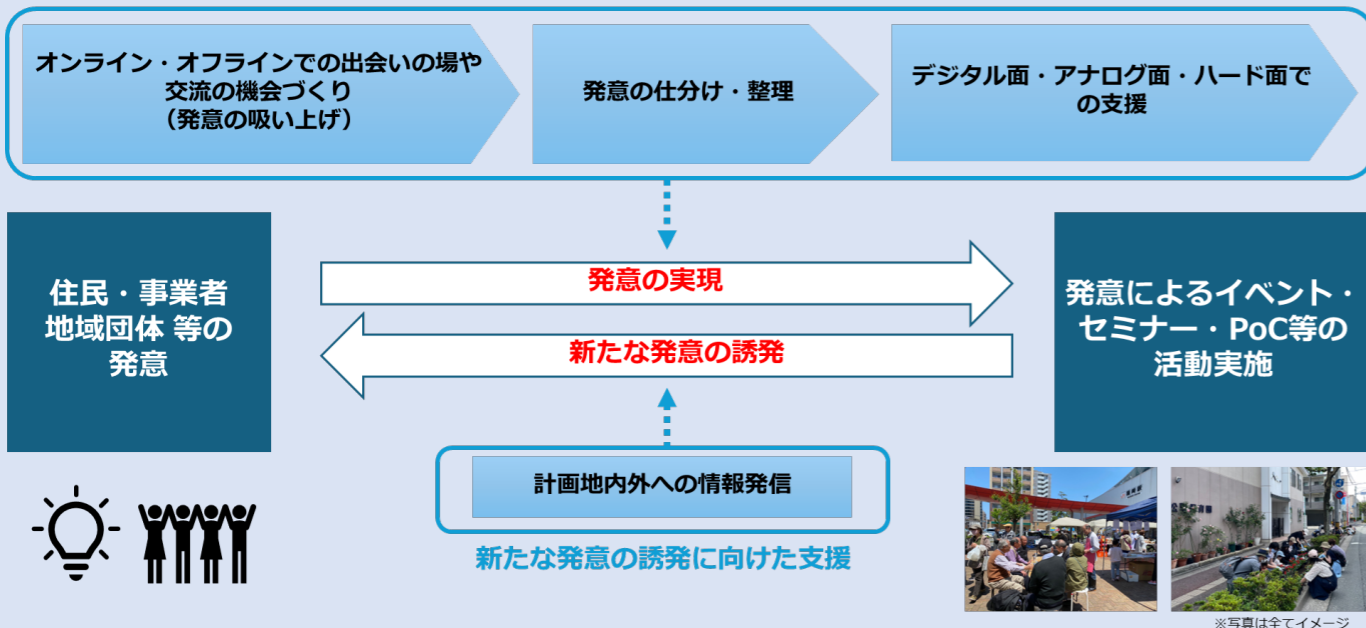 オンライン・オフラインでの出会いの場や
交流の機会づくり
（発意の吸い上げ）
発意の仕分け・整理
デジタル面・アナログ面・ハード面で
の支援
住民・事業者
地域団体 等の
発意
発意の実現
新たな発意の誘発
発意によるイベント・
セミナー・PoC等の
活動実施
計画地内外への情報発信
新たな発意の誘発に向けた支援
※写真は全てイメージ